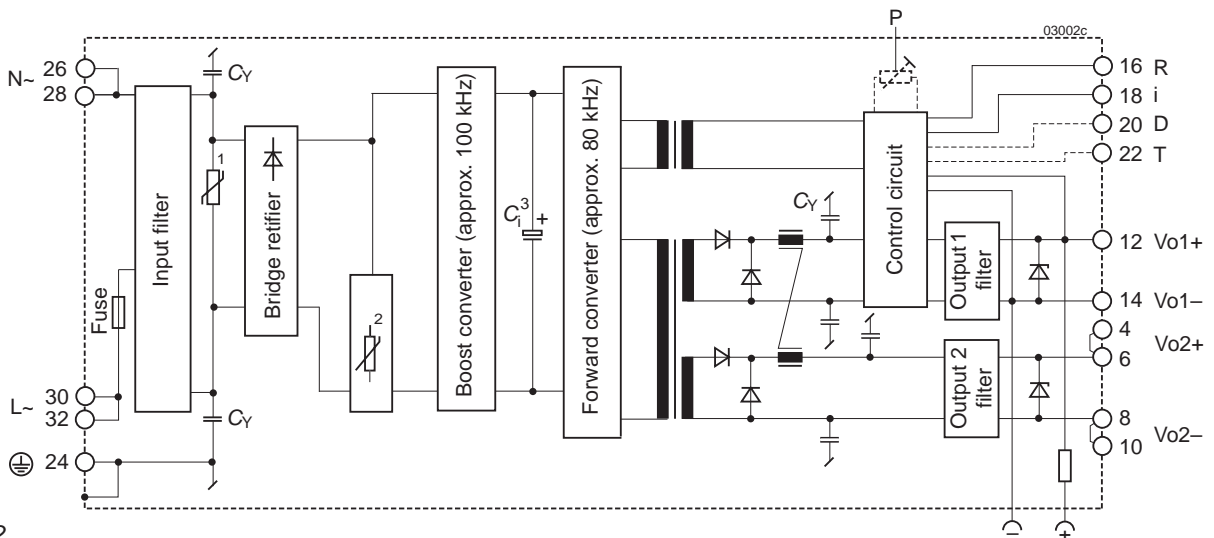 P
03002c
N~
26
28
CY
Input filter
1
Bridge retifier
Fuse
2
Boost converter (approx. 100 kHz)
Ci3
+
Forward converter (approx. 80 kHz)
Control circuit
CY
16 R
18 i
20 D
22 T
Output 1
filter
12 Vo1+
14 Vo1–
4
Vo2+
6
Output 2
filter
8
Vo2–
10
L~
30
32
CY
24
–
+
2